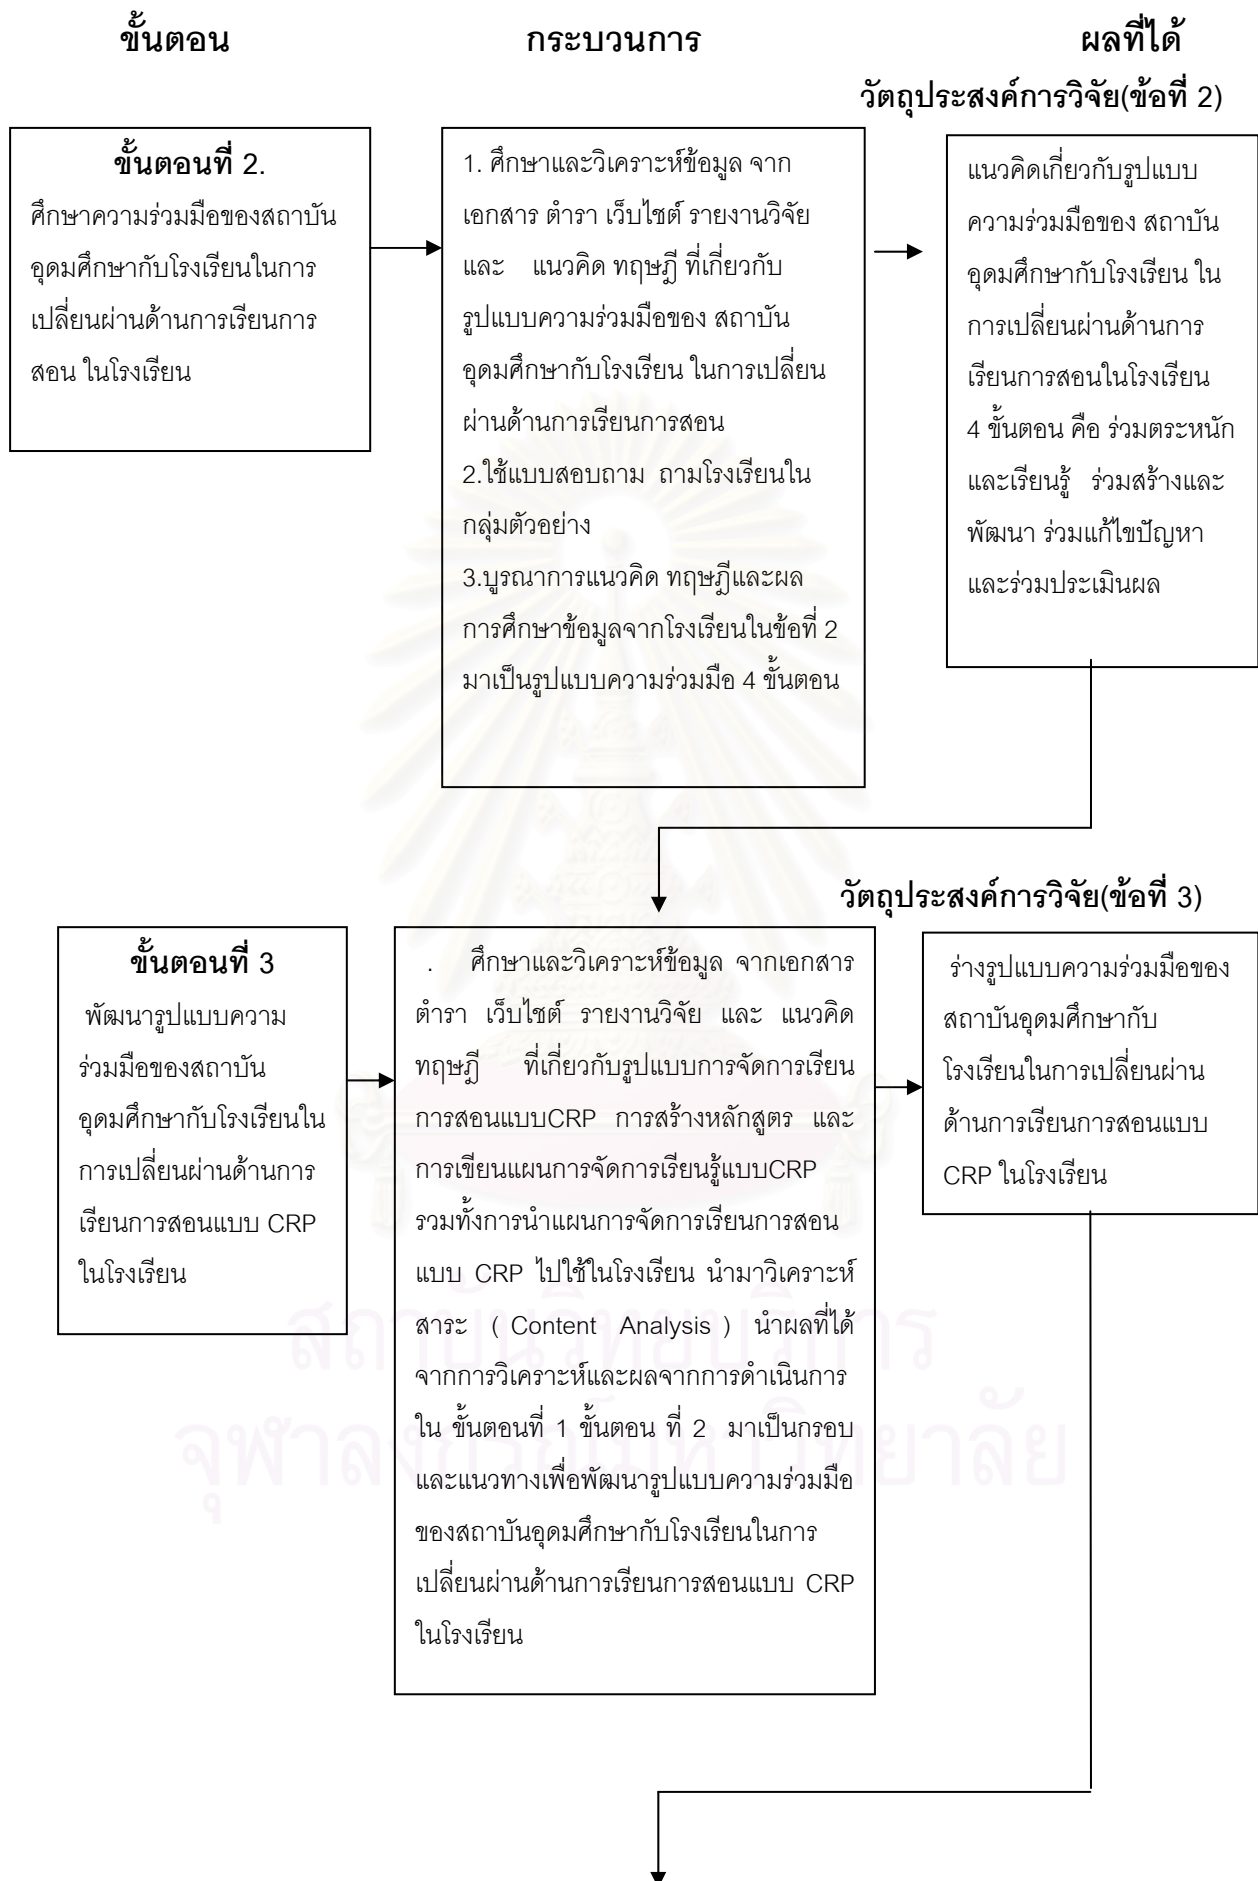 ขั้นตอน กระบวนการ ผลที่ได้
วัตถุประสงค์การวิจัย(ข้อที่ 2)
ขั้นตอนที่ 2.
ศึกษาความร่วมมือของสถาบัน
อุดมศึกษากับโรงเรียนในการ
เปลี่ยนผ่านด้านการเรียนการ
สอน ในโรงเรียน
1. ศึกษาและวิเคราะห์ข้อมูล จาก
เอกสาร ตำรา เว็บไซต์ รายงานวิจัย
และ แนวคิด ทฤษฎี ที่เกี่ยวกับ
รูปแบบความร่วมมือของ สถาบัน
อุดมศึกษากับโรงเรียน ในการเปลี่ยน
ผ่านด้านการเรียนการสอน
2.ใช้แบบสอบถาม ถามโรงเรียนใน
กลุ่มตัวอย่าง
3.บูรณาการแนวคิด ทฤษฎีและผล
การศึกษาข้อมูลจากโรงเรียนในข้อที่ 2
มาเป็นรูปแบบความร่วมมือ 4 ขั้นตอน
แนวคิดเกี่ยวกับรูปแบบ
ความร่วมมือของ สถาบัน
อุดมศึกษากับโรงเรียน ใน
การเปลี่ยนผ่านด้านการ
เรียนการสอนในโรงเรียน
4 ขั้นตอน คือ ร่วมตระหนัก
และเรียนรู้ ร่วมสร้างและ
พัฒนา ร่วมแก้ไขปัญหา
และร่วมประเมินผล
วัตถุประสงค์การวิจัย(ข้อที่ 3)
ขั้นตอนที่ 3
พัฒนารูปแบบความ
ร่วมมือของสถาบัน
อุดมศึกษากับโรงเรียนใน
การเปลี่ยนผ่านด้านการ
เรียนการสอนแบบ CRP
ในโรงเรียน
. ศึกษาและวิเคราะห์ข้อมูล จากเอกสาร
ตำรา เว็บไซต์ รายงานวิจัย และ แนวคิด
ทฤษฎี ที่เกี่ยวกับรูปแบบการจัดการเรียน
การสอนแบบCRP การสร้างหลักสูตร และ
การเขียนแผนการจัดการเรียนรู้แบบCRP
รวมทั้งการนำแผนการจัดการเรียนการสอน
แบบ CRP ไปใช้ในโรงเรียน นำมาวิเคราะห์
สาระ ( Content Analysis ) นำผลที่ได้
จากการวิเคราะห์และผลจากการดำเนินการ
ใน ขั้นตอนที่ 1 ขั้นตอน ที่ 2 มาเป็นกรอบ
และแนวทางเพื่อพัฒนารูปแบบความร่วมมือ
ของสถาบันอุดมศึกษากับโรงเรียนในการ
เปลี่ยนผ่านด้านการเรียนการสอนแบบ CRP
ในโรงเรียน
ร่างรูปแบบความร่วมมือของ
สถาบันอุดมศึกษากับ
โรงเรียนในการเปลี่ยนผ่าน
ด้านการเรียนการสอนแบบ
CRP ในโรงเรียน
สถาบันวิทยบริการ
จุฬาลงกรณ์มหาวิทยาลัย